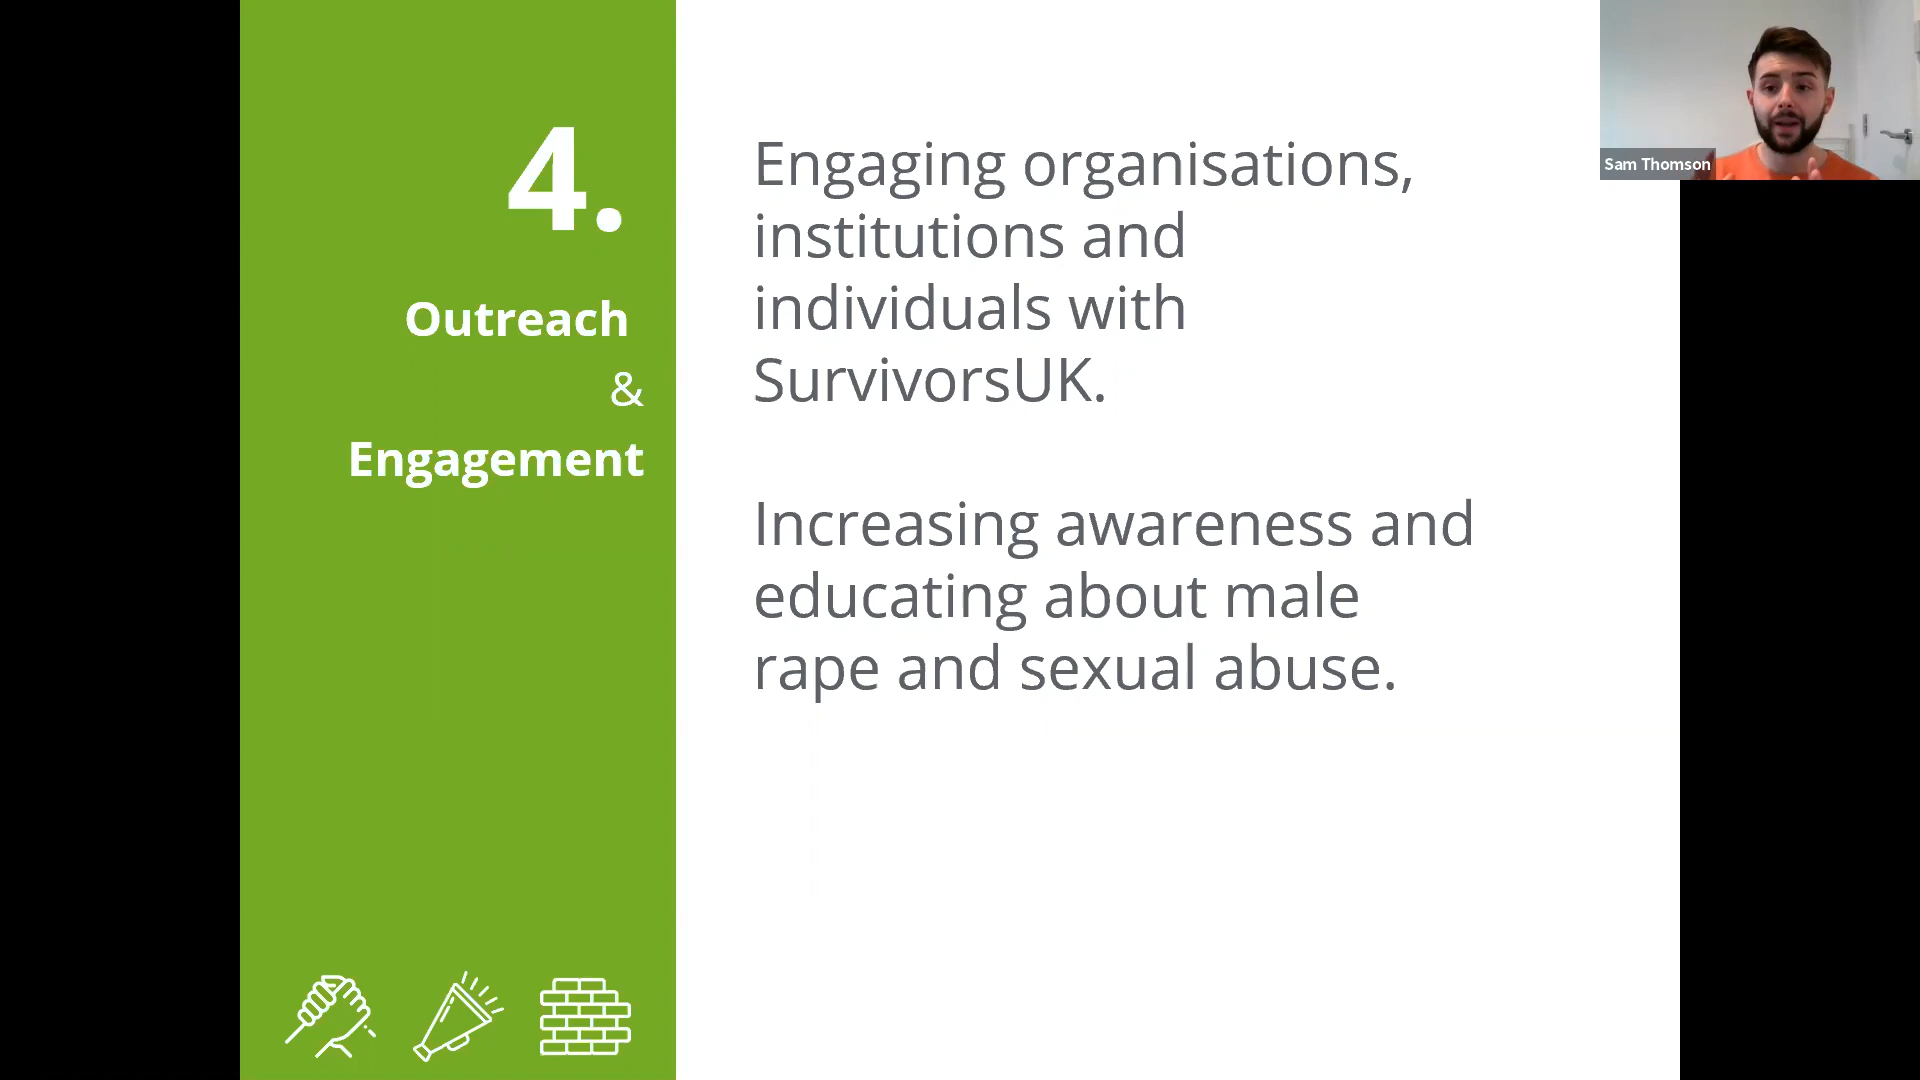 4.
Outreach
&
Engagement
Engaging organisations,
institutions and
individuals with
SurvivorsUK.
Increasing awareness and
educating about male
rape and sexual abuse.
Sam Thomson